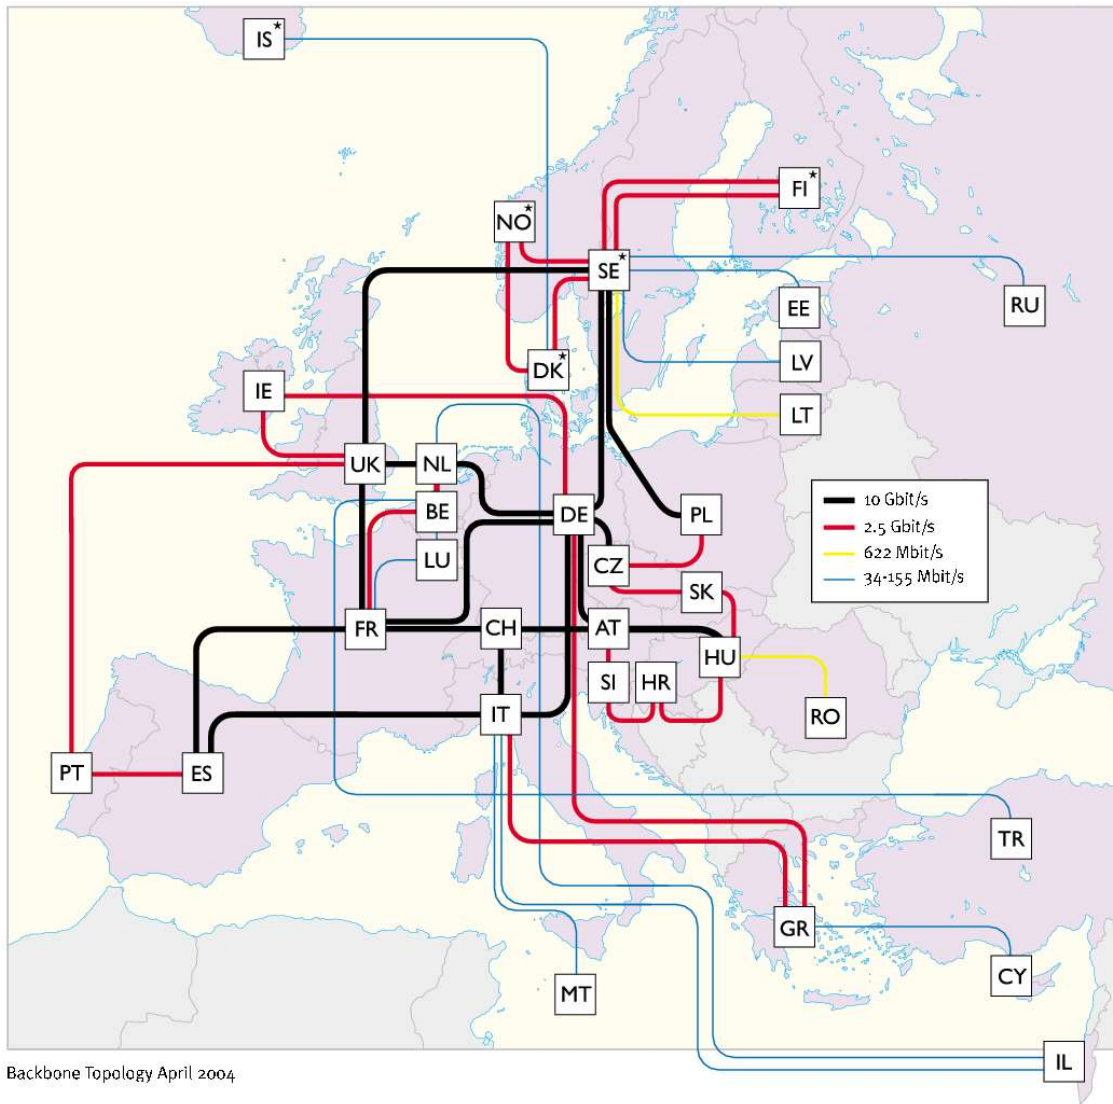 IS★
FI★
NO★
SE★
EE
RU
DK★
LV
IE
LT
UK
NL
10 Gbit/s
BE
DE
PL
2.5 Gbit/s
622 Mbit/s
LU
CZ
34-155 Mbit/s
SK
FR
CH
AT
HU
SI
HR
IT
RO
PT
ES
TR
GR
CY
MT
IL
Backbone Topology April 2004